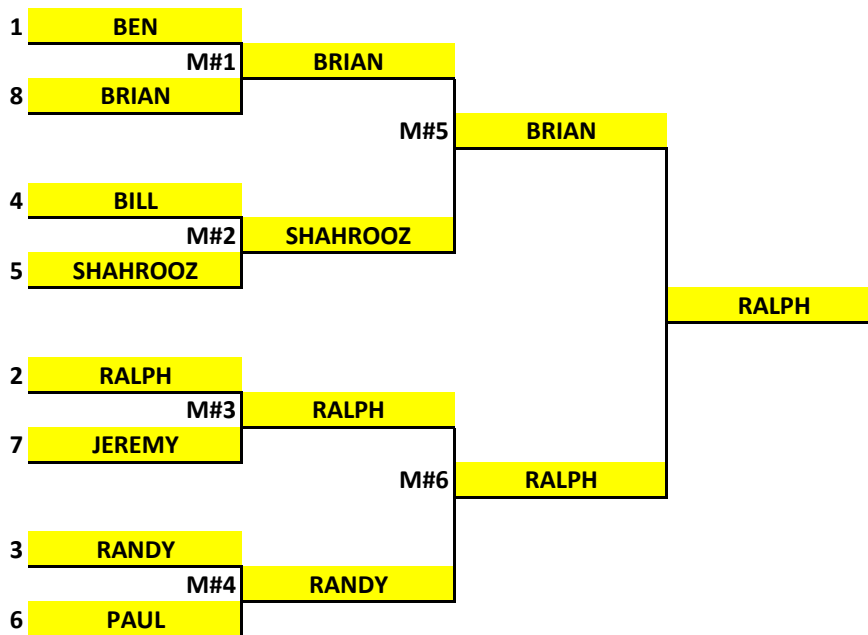 1 BEN
M#1 BRIAN
8 BRIAN
M#5 BRIAN
4 BILL
M#2 SHAHROOZ
5 SHAHROOZ
RALPH
2 RALPH
M#3 RALPH
7 JEREMY
M#6 RALPH
3 RANDY
M#4 RANDY
6 PAUL